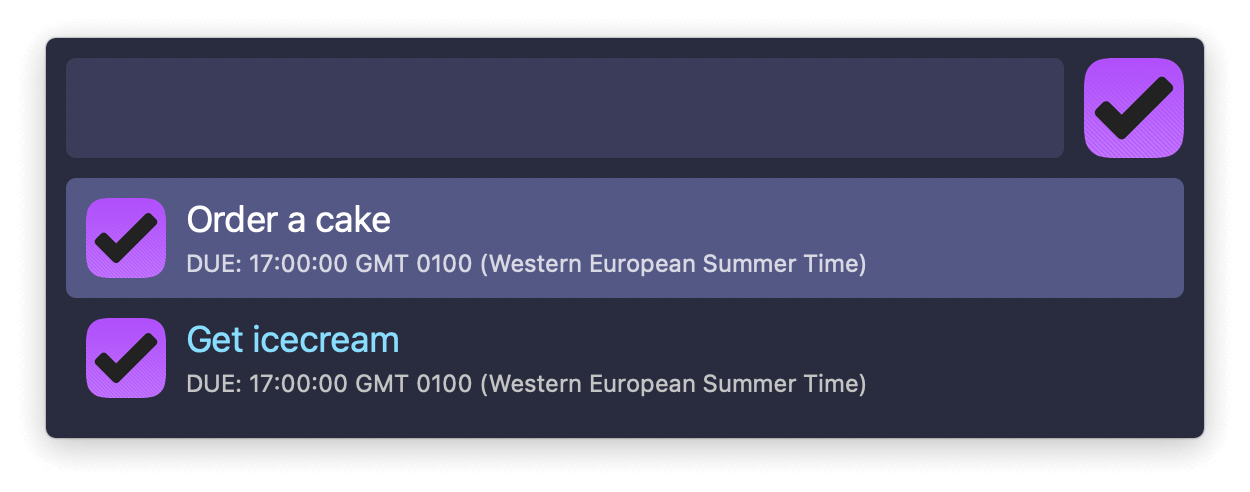 Order a cake
DUE: 17:00:00 GMT 0100 (Western European Summer Time)
Get icecream
DUE: 17:00:00 GMT 0100 (Western European Summer Time)